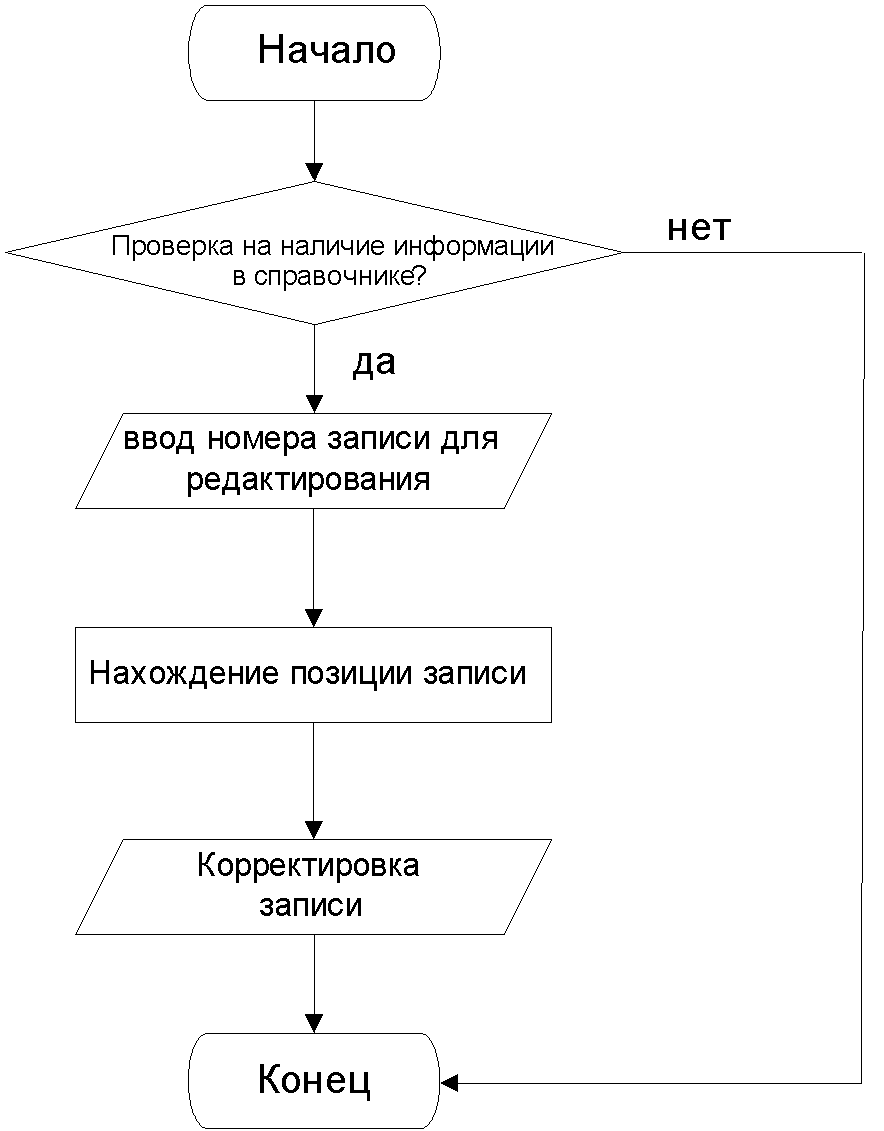 Начало
Проверка на наличие информации
в справочнике?
нет
да
ввод номера записи для
редактирования
Нахождение позиции записи
Корректировка
записи
Конец